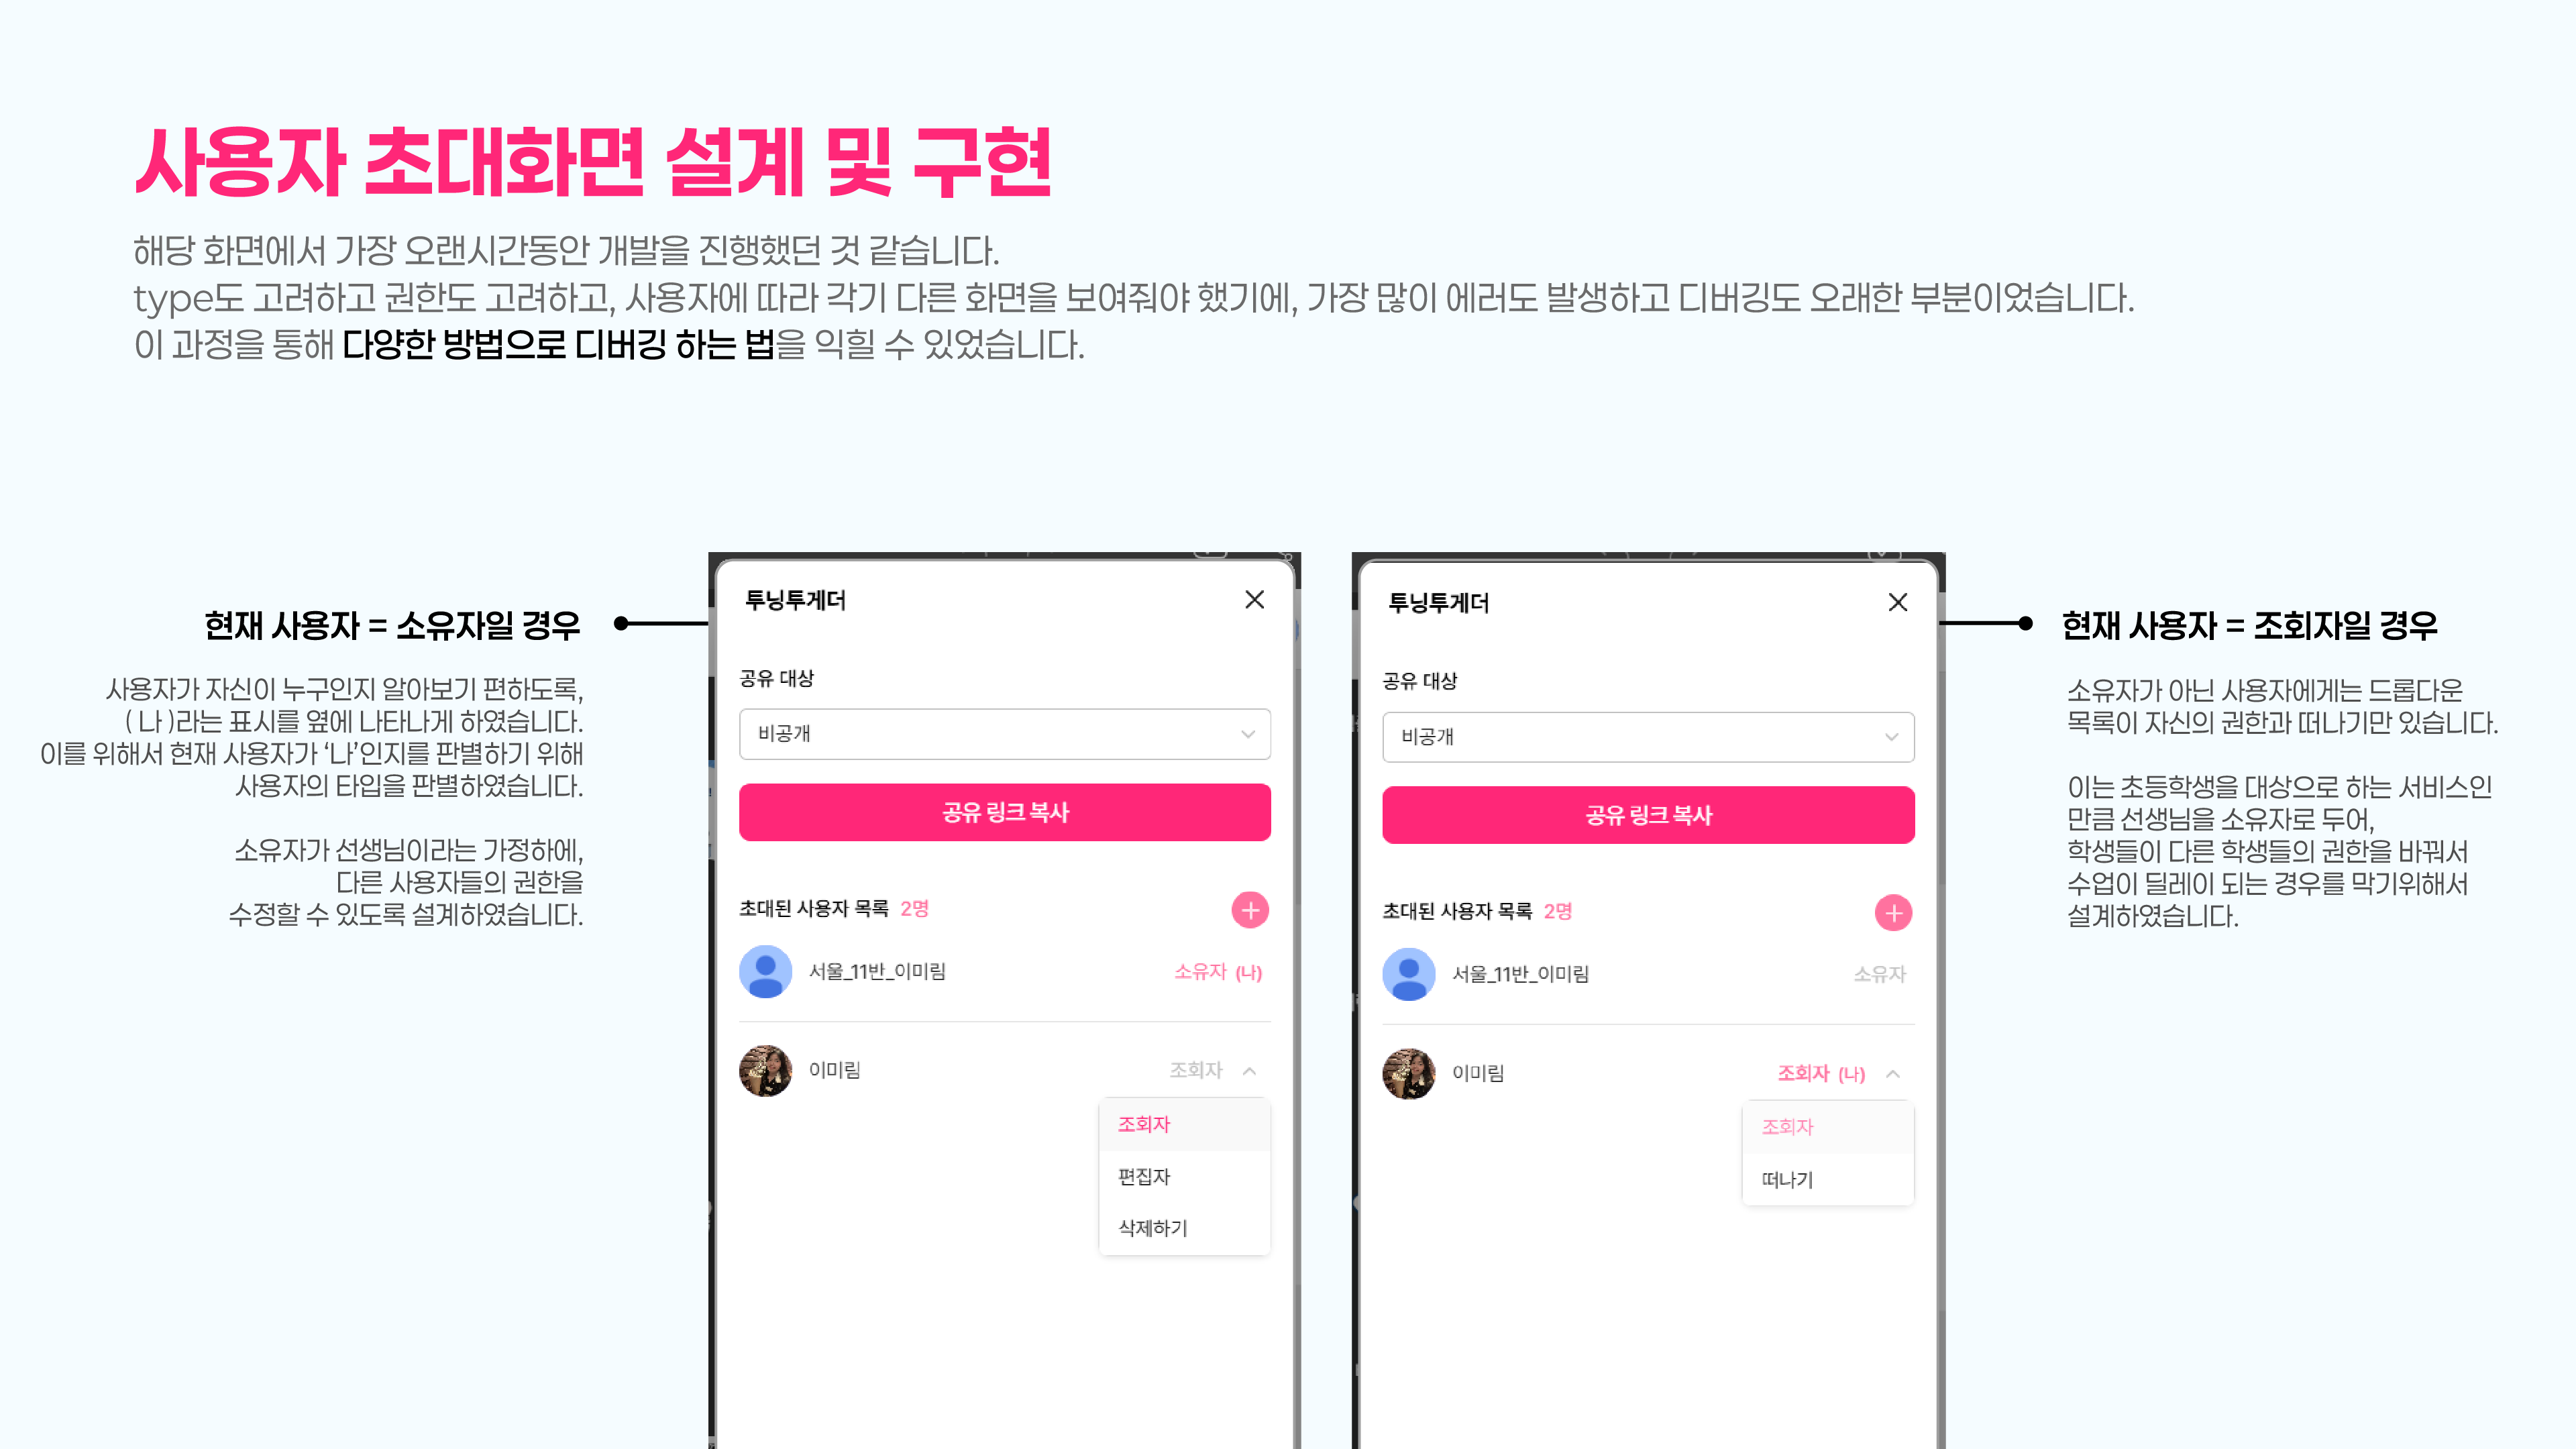 사용자 초대화면 설계 및 구현
해당 화면에서 가장 오랜시간동안 개발을 진행했던 것 같습니다.
type도 고려하고 권한도 고려하고, 사용자에 따라 각기 다른 화면을 보여줘야 했기에, 가장 많이 에러도 발생하고 디버깅도 오래한 부분이었습니다.
이 과정을 통해 다양한 방법으로 디버깅 하는 법을 익힐 수 있었습니다.
현재 사용자 = 소유자일 경우
사용자가 자신이 누구인지 알아보기 편하도록,
( 나 )라는 표시를 옆에 나타나게 하였습니다.
이를 위해서 현재 사용자가 ‘나’인지를 판별하기 위해
사용자의 타입을 판별하였습니다.
소유자가 선생님이라는 가정하에,
다른 사용자들의 권한을
수정할 수 있도록 설계하였습니다.
투닝투게더
공유 대상
비공개
공유 링크 복사
초대된 사용자 목록 2명
서울_11반_이미림 소유자 (나)
이미림 조회자
조회자
편집자
삭제하기
투닝투게더
공유 대상
비공개
공유 링크 복사
초대된 사용자 목록 2명
서울_11반_이미림 소유자
이미림 조회자 (나)
조회자
떠나기
현재 사용자 = 조회자일 경우
소유자가 아닌 사용자에게는 드롭다운
목록이 자신의 권한과 떠나기만 있습니다.
이는 초등학생을 대상으로 하는 서비스인
만큼 선생님을 소유자로 두어,
학생들이 다른 학생들의 권한을 바꿔서
수업이 딜레이 되는 경우를 막기위해서
설계하였습니다.